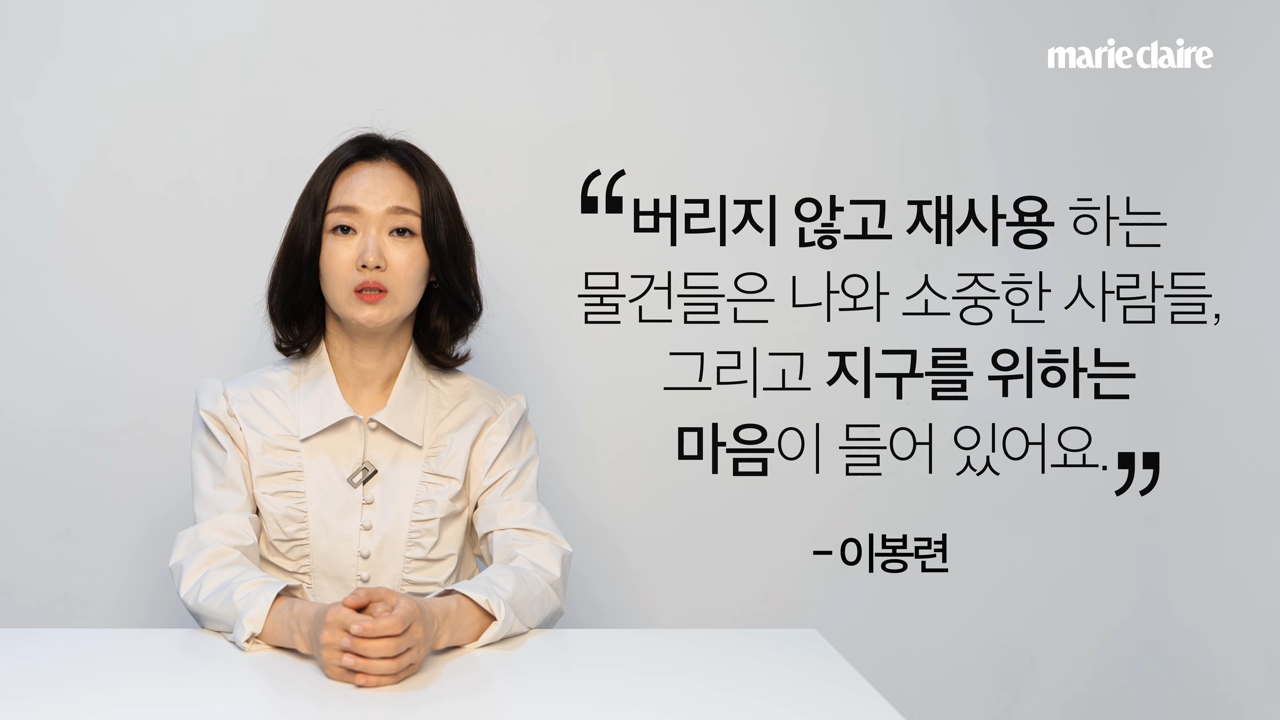 marie claire
“버리지 않고 재사용 하는
물건들은 나와 소중한 사람들,
그리고 지구를 위하는
마음이 들어 있어요.”
- 이봉련